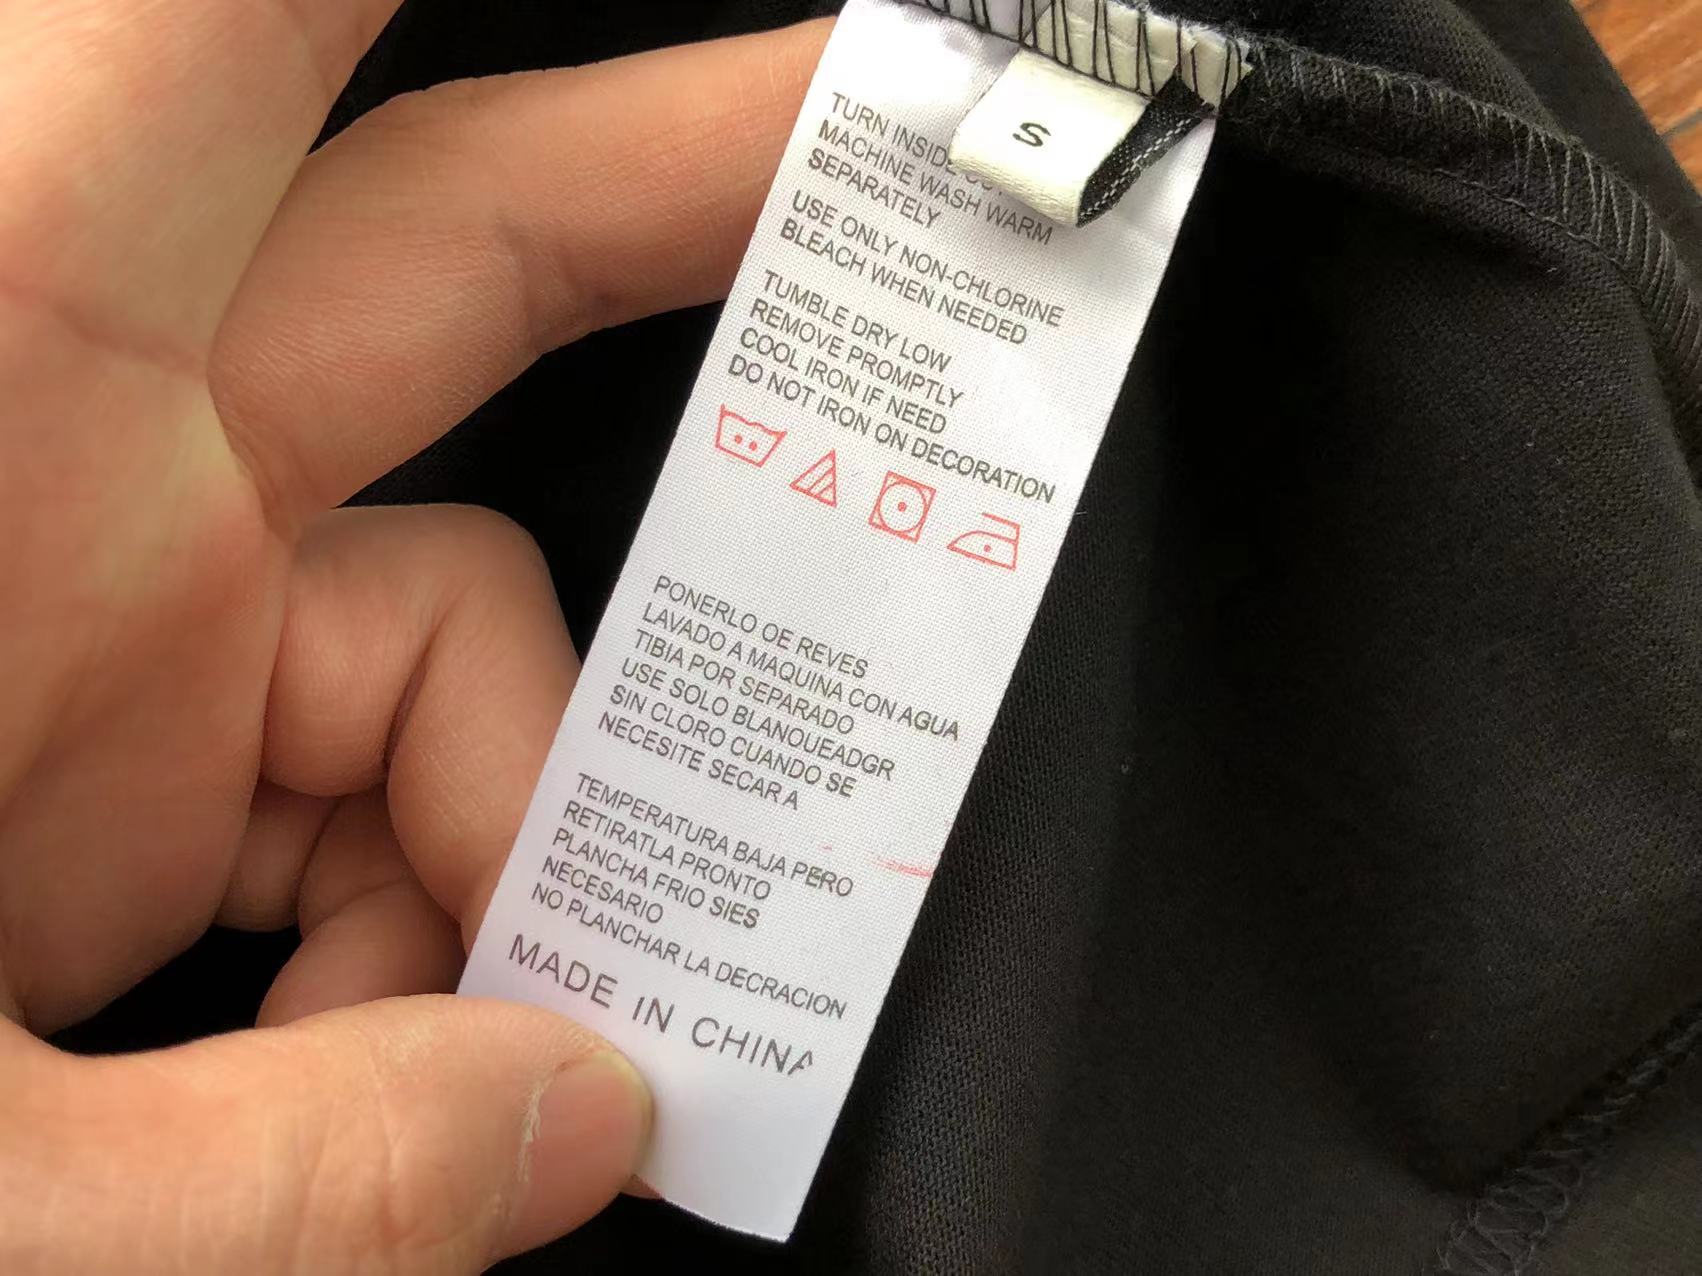 S
TURN INSIDE OUT
MACHINE WASH WARM
SEPARATELY
USE ONLY NON-CHLORINE
BLEACH WHEN NEEDED
TUMBLE DRY LOW
REMOVE PROMPTLY
COOL IRON IF NEED
DO NOT IRON ON DECORATION
PONERLO OE REVES
LAVADO A MAQUINA CON AGUA
TIBIA POR SEPARADO
USE SOLO BLANOUEADGR
SIN CLORO CUANDO SE
NECESITE SECAR A
TEMPERATURA BAJA PERO
RETIRATLA PRONTO
PLANCHA FRIO SIES
NECESARIO
NO PLANCHAR LA DECRACION
MADE IN CHINA